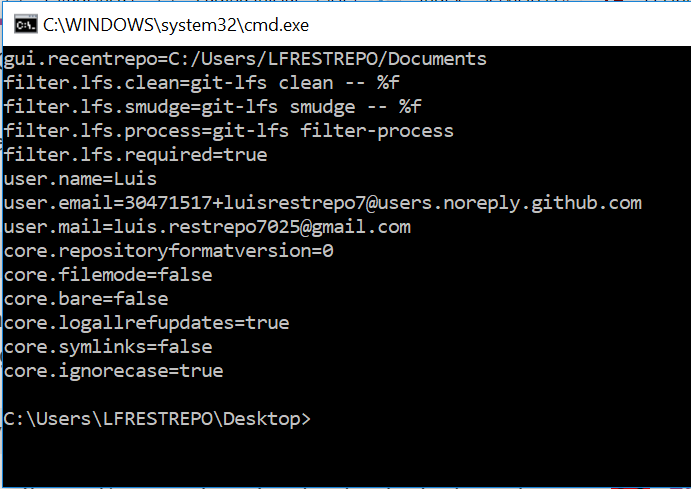 C:\WINDOWS\system32\cmd.exe
gui.recentrepo=C:/Users/LFRESTREPO/Documents
filter.lfs.clean=git-lfs clean -- %f
filter.lfs.smudge=git-lfs smudge -- %f
filter.lfs.process=git-lfs filter-process
filter.lfs.required=true
user.name=Luis
user.email=30471517+luisrestrepo7@users.noreply.github.com
user.mail=luis.restrepo7025@gmail.com
core.repositoryformatversion=0
core.filemode=false
core.bare=false
core.logallrefupdates=true
core.symlinks=false
core.ignorecase=true
C:\Users\LFRESTREPO\Desktop>